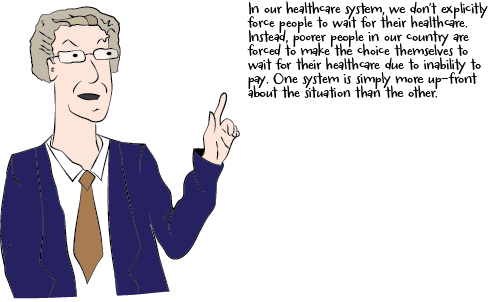 In our healthcare system, we don't explicitly
force people to wait for their healthcare.
Instead, poorer people in our country are
forced to make the choice themselves to
wait for their healthcare due to inability to
pay. One system is simply more up-front
about the situation than the other.